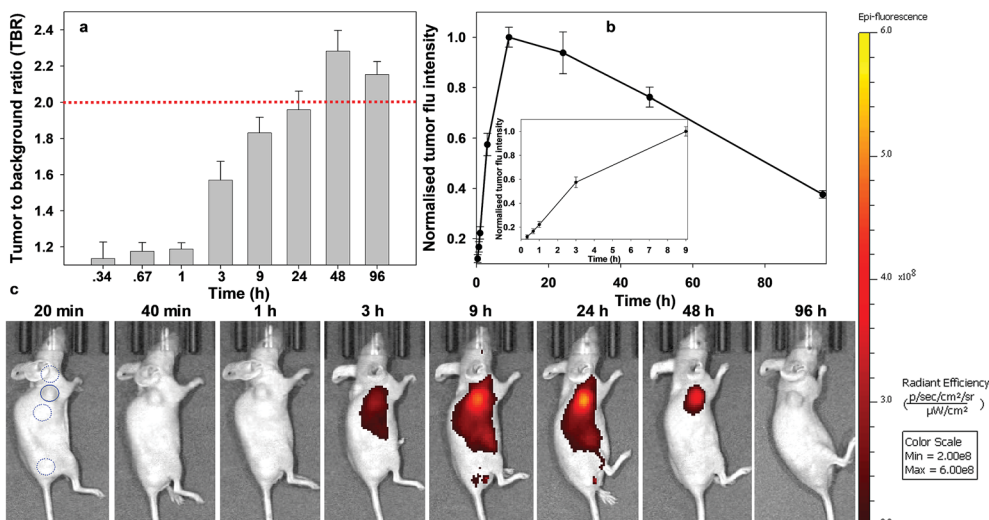 a
Tumor to background ratio (TBR)
2.4
2.2
2.0
1.8
1.6
1.4
1.2
.34 .67 1 3 9 24 48 96
Time (h)
b
Normalised tumor flu intensity
1.0
0.8
0.6
0.4
0.2
0 20 40 60 80
Time (h)
Normalised tumor flu intensity
1.0
0.8
0.6
0.4
0.2
0 1 2 3 4 5 6 7 8 9
Time (h)
c
20 min 40 min 1 h 3 h 9 h 24 h 48 h 96 h
Epi-fluorescence
6.0
5.0
4.0 x10⁸
3.0
Radiant Efficiency
(p/sec/cm²/sr
µW/cm²)
Color Scale
Min = 2.00e8
Max = 6.00e8